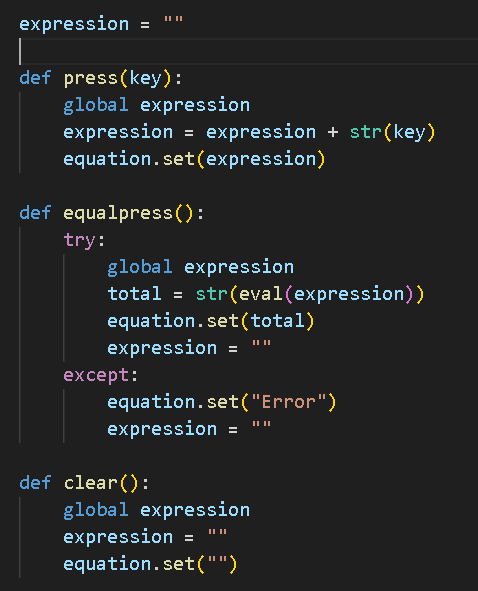 expression = ""
def press(key):
    global expression
    expression = expression + str(key)
    equation.set(expression)
def equalpress():
    try:
        global expression
        total = str(eval(expression))
        equation.set(total)
        expression = ""
    except:
        equation.set("Error")
        expression = ""
def clear():
    global expression
    expression = ""
    equation.set("")